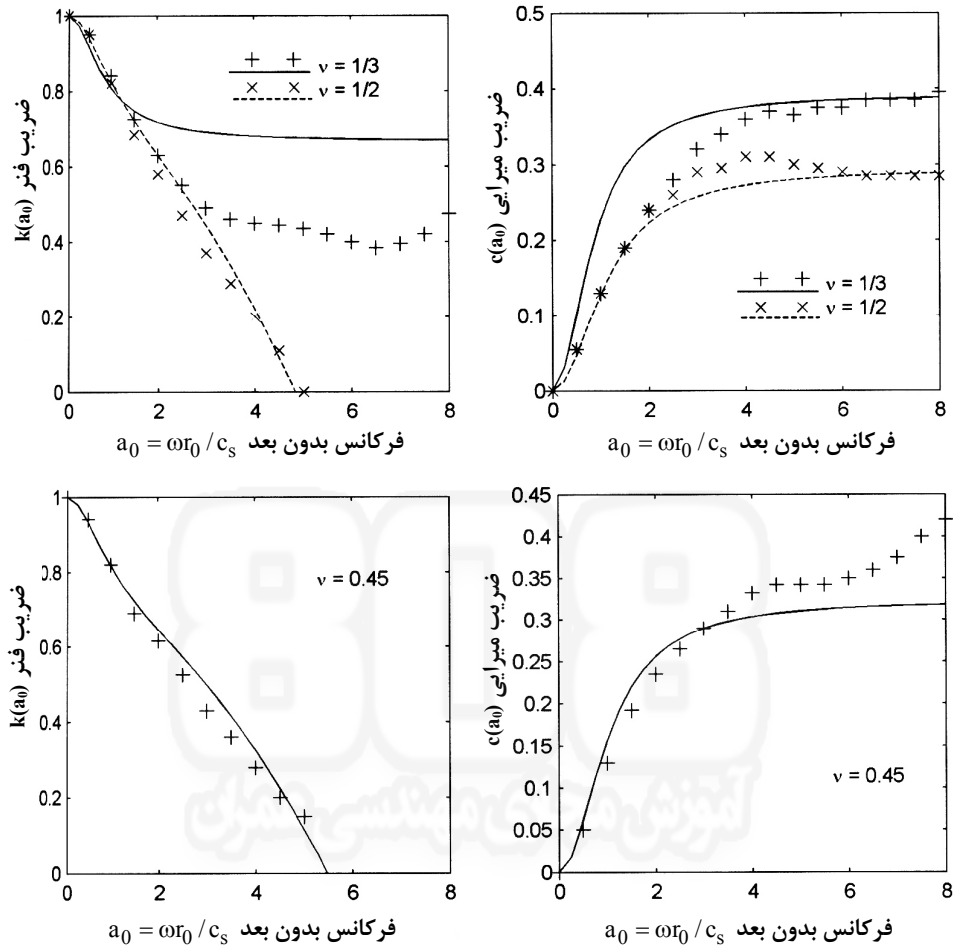 ضریب فنر k(a₀)
1
0.8
0.6
0.4
0.2
0
0 2 4 6 8
ν = 1/3
ν = 1/2
فرکانس بدون بعد a₀ = ωr₀ / cₛ
ضریب میرایی c(a₀)
0.5
0.4
0.3
0.2
0.1
0
0 2 4 6 8
ν = 1/3
ν = 1/2
فرکانس بدون بعد a₀ = ωr₀ / cₛ
ضریب فنر k(a₀)
1
0.8
0.6
0.4
0.2
0
0 2 4 6 8
ν = 0.45
فرکانس بدون بعد a₀ = ωr₀ / cₛ
ضریب میرایی c(a₀)
0.45
0.4
0.35
0.3
0.25
0.2
0.15
0.1
0.05
0
0 2 4 6 8
ν = 0.45
فرکانس بدون بعد a₀ = ωr₀ / cₛ
808